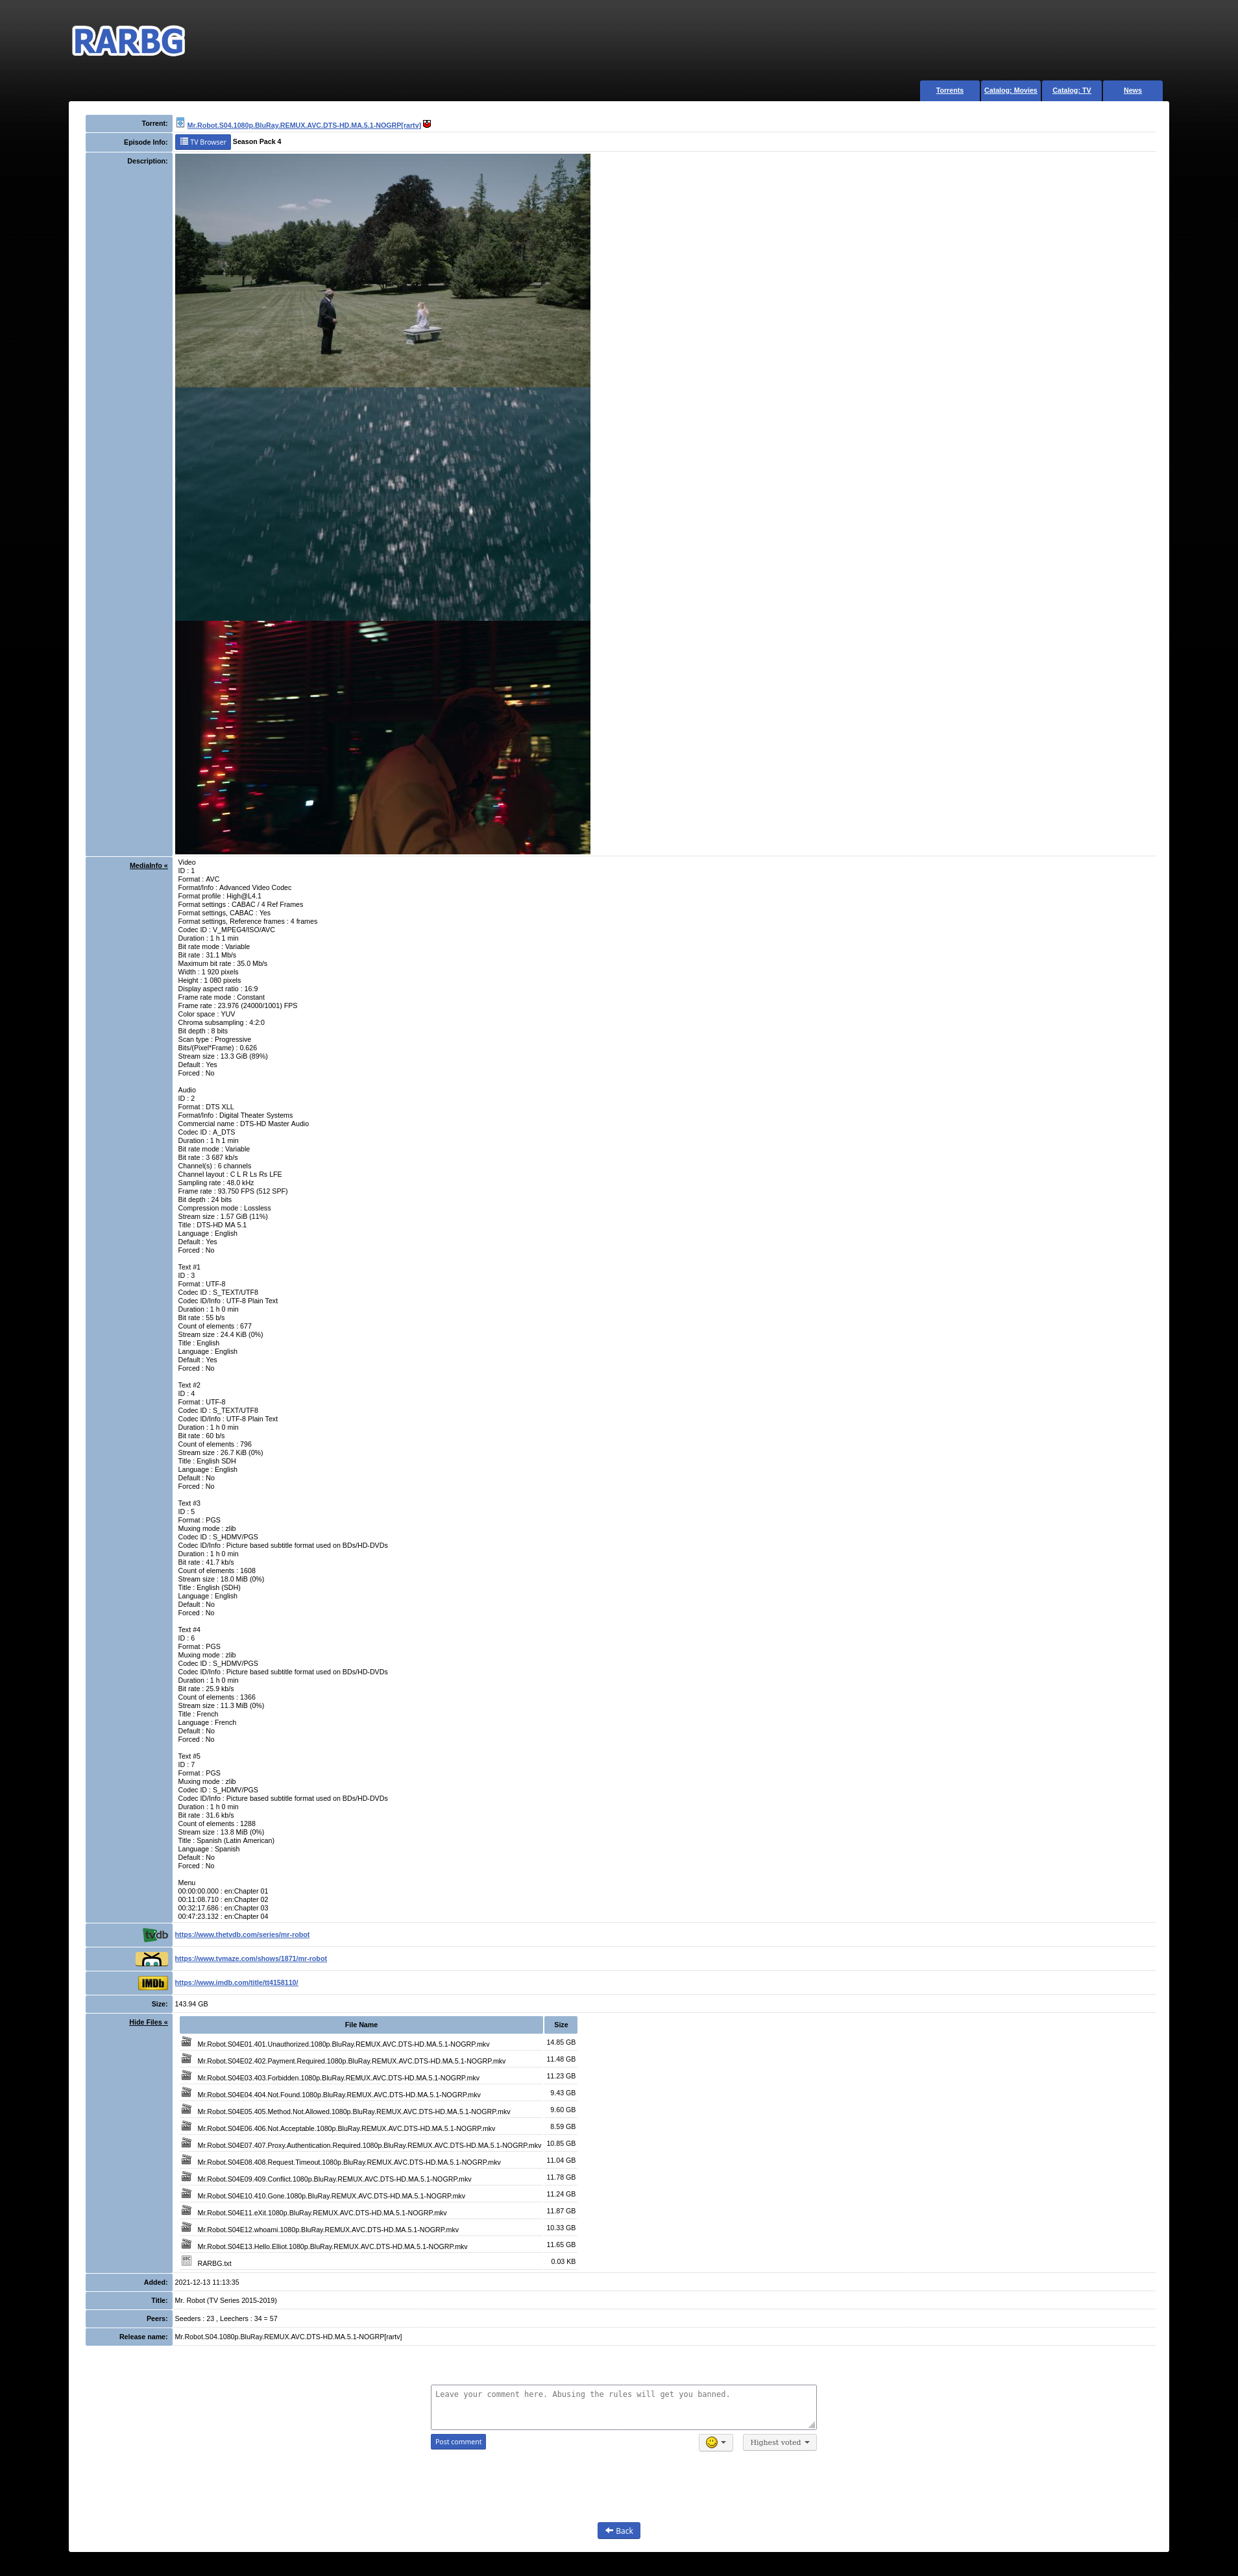 RARBG
Torrents Catalog: Movies Catalog: TV News
Torrent: Mr.Robot.S04.1080p.BluRay.REMUX.AVC.DTS-HD.MA.5.1-NOGRP[rartv]
Episode Info: TV Browser Season Pack 4
Description:
MediaInfo «
Video
ID : 1
Format : AVC
Format/Info : Advanced Video Codec
Format profile : High@L4.1
Format settings : CABAC / 4 Ref Frames
Format settings, CABAC : Yes
Format settings, Reference frames : 4 frames
Codec ID : V_MPEG4/ISO/AVC
Duration : 1 h 1 min
Bit rate mode : Variable
Bit rate : 31.1 Mb/s
Maximum bit rate : 35.0 Mb/s
Width : 1 920 pixels
Height : 1 080 pixels
Display aspect ratio : 16:9
Frame rate mode : Constant
Frame rate : 23.976 (24000/1001) FPS
Color space : YUV
Chroma subsampling : 4:2:0
Bit depth : 8 bits
Scan type : Progressive
Bits/(Pixel*Frame) : 0.626
Stream size : 13.3 GiB (89%)
Default : Yes
Forced : No
Audio
ID : 2
Format : DTS XLL
Format/Info : Digital Theater Systems
Commercial name : DTS-HD Master Audio
Codec ID : A_DTS
Duration : 1 h 1 min
Bit rate mode : Variable
Bit rate : 3 687 kb/s
Channel(s) : 6 channels
Channel layout : C L R Ls Rs LFE
Sampling rate : 48.0 kHz
Frame rate : 93.750 FPS (512 SPF)
Bit depth : 24 bits
Compression mode : Lossless
Stream size : 1.57 GiB (11%)
Title : DTS-HD MA 5.1
Language : English
Default : Yes
Forced : No
Text #1
ID : 3
Format : UTF-8
Codec ID : S_TEXT/UTF8
Codec ID/Info : UTF-8 Plain Text
Duration : 1 h 0 min
Bit rate : 55 b/s
Count of elements : 677
Stream size : 24.4 KiB (0%)
Title : English
Language : English
Default : Yes
Forced : No
Text #2
ID : 4
Format : UTF-8
Codec ID : S_TEXT/UTF8
Codec ID/Info : UTF-8 Plain Text
Duration : 1 h 0 min
Bit rate : 60 b/s
Count of elements : 796
Stream size : 26.7 KiB (0%)
Title : English SDH
Language : English
Default : No
Forced : No
Text #3
ID : 5
Format : PGS
Muxing mode : zlib
Codec ID : S_HDMV/PGS
Codec ID/Info : Picture based subtitle format used on BDs/HD-DVDs
Duration : 1 h 0 min
Bit rate : 41.7 kb/s
Count of elements : 1608
Stream size : 18.0 MiB (0%)
Title : English (SDH)
Language : English
Default : No
Forced : No
Text #4
ID : 6
Format : PGS
Muxing mode : zlib
Codec ID : S_HDMV/PGS
Codec ID/Info : Picture based subtitle format used on BDs/HD-DVDs
Duration : 1 h 0 min
Bit rate : 25.9 kb/s
Count of elements : 1366
Stream size : 11.3 MiB (0%)
Title : French
Language : French
Default : No
Forced : No
Text #5
ID : 7
Format : PGS
Muxing mode : zlib
Codec ID : S_HDMV/PGS
Codec ID/Info : Picture based subtitle format used on BDs/HD-DVDs
Duration : 1 h 0 min
Bit rate : 31.6 kb/s
Count of elements : 1288
Stream size : 13.8 MiB (0%)
Title : Spanish (Latin American)
Language : Spanish
Default : No
Forced : No
Menu
00:00:00.000 : en:Chapter 01
00:11:08.710 : en:Chapter 02
00:32:17.686 : en:Chapter 03
00:47:23.132 : en:Chapter 04
tvdb https://www.thetvdb.com/series/mr-robot
https://www.tvmaze.com/shows/1871/mr-robot
IMDb https://www.imdb.com/title/tt4158110/
Size: 143.94 GB
Hide Files « File Name Size
Mr.Robot.S04E01.401.Unauthorized.1080p.BluRay.REMUX.AVC.DTS-HD.MA.5.1-NOGRP.mkv 14.85 GB
Mr.Robot.S04E02.402.Payment.Required.1080p.BluRay.REMUX.AVC.DTS-HD.MA.5.1-NOGRP.mkv 11.48 GB
Mr.Robot.S04E03.403.Forbidden.1080p.BluRay.REMUX.AVC.DTS-HD.MA.5.1-NOGRP.mkv 11.23 GB
Mr.Robot.S04E04.404.Not.Found.1080p.BluRay.REMUX.AVC.DTS-HD.MA.5.1-NOGRP.mkv 9.43 GB
Mr.Robot.S04E05.405.Method.Not.Allowed.1080p.BluRay.REMUX.AVC.DTS-HD.MA.5.1-NOGRP.mkv 9.60 GB
Mr.Robot.S04E06.406.Not.Acceptable.1080p.BluRay.REMUX.AVC.DTS-HD.MA.5.1-NOGRP.mkv 8.59 GB
Mr.Robot.S04E07.407.Proxy.Authentication.Required.1080p.BluRay.REMUX.AVC.DTS-HD.MA.5.1-NOGRP.mkv 10.85 GB
Mr.Robot.S04E08.408.Request.Timeout.1080p.BluRay.REMUX.AVC.DTS-HD.MA.5.1-NOGRP.mkv 11.04 GB
Mr.Robot.S04E09.409.Conflict.1080p.BluRay.REMUX.AVC.DTS-HD.MA.5.1-NOGRP.mkv 11.78 GB
Mr.Robot.S04E10.410.Gone.1080p.BluRay.REMUX.AVC.DTS-HD.MA.5.1-NOGRP.mkv 11.24 GB
Mr.Robot.S04E11.eXit.1080p.BluRay.REMUX.AVC.DTS-HD.MA.5.1-NOGRP.mkv 11.87 GB
Mr.Robot.S04E12.whoami.1080p.BluRay.REMUX.AVC.DTS-HD.MA.5.1-NOGRP.mkv 10.33 GB
Mr.Robot.S04E13.Hello.Elliot.1080p.BluRay.REMUX.AVC.DTS-HD.MA.5.1-NOGRP.mkv 11.65 GB
RARBG.txt 0.03 KB
Added: 2021-12-13 11:13:35
Title: Mr. Robot (TV Series 2015-2019)
Peers: Seeders : 23 , Leechers : 34 = 57
Release name: Mr.Robot.S04.1080p.BluRay.REMUX.AVC.DTS-HD.MA.5.1-NOGRP[rartv]
Leave your comment here. Abusing the rules will get you banned.
Post comment Highest voted
Back